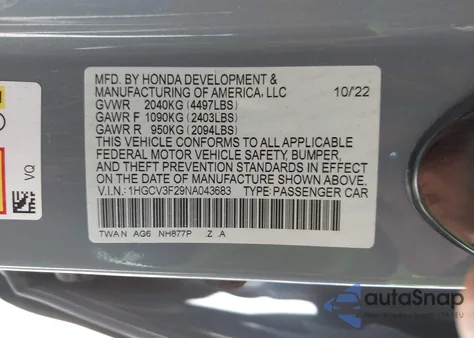 MFD. BY HONDA DEVELOPMENT &
MANUFACTURING OF AMERICA, LLC 10/22
GVWR 2040KG (4497LBS)
GAWR F 1090KG (2403LBS)
GAWR R 950KG (2094LBS)
THIS VEHICLE CONFORMS TO ALL APPLICABLE
FEDERAL MOTOR VEHICLE SAFETY, BUMPER,
AND THEFT PREVENTION STANDARDS IN EFFECT
ON THE DATE OF MANUFACTURE SHOWN ABOVE.
V.I.N.: 1HGCV3F29NA043683 TYPE: PASSENGER CAR
TWA N AG6 NH877P Z .A
VQ
autoSnap